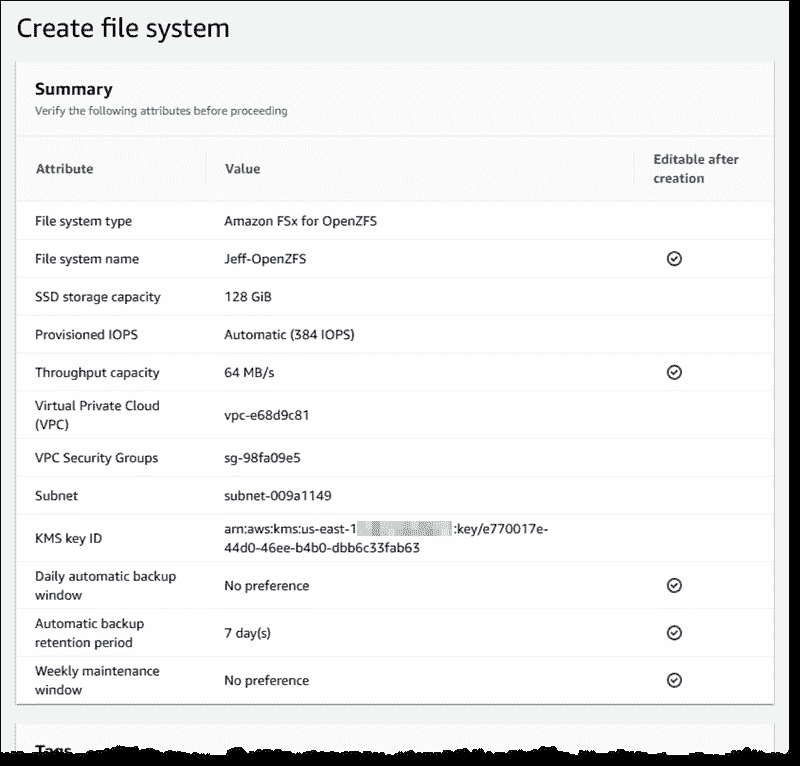 Create file system
Summary
Verify the following attributes before proceeding
Attribute Value Editable after
creation
File system type Amazon FSx for OpenZFS
File system name Jeff-OpenZFS
SSD storage capacity 128 GiB
Provisioned IOPS Automatic (384 IOPS)
Throughput capacity 64 MB/s
Virtual Private Cloud
(VPC) vpc-e68d9c81
VPC Security Groups sg-98fa09e5
Subnet subnet-009a1149
KMS key ID arn:aws:kms:us-east-1 :key/e770017e-
44d0-46ee-b4b0-dbb6c33fab63
Daily automatic backup
window No preference
Automatic backup
retention period 7 day(s)
Weekly maintenance
window No preference
Tags